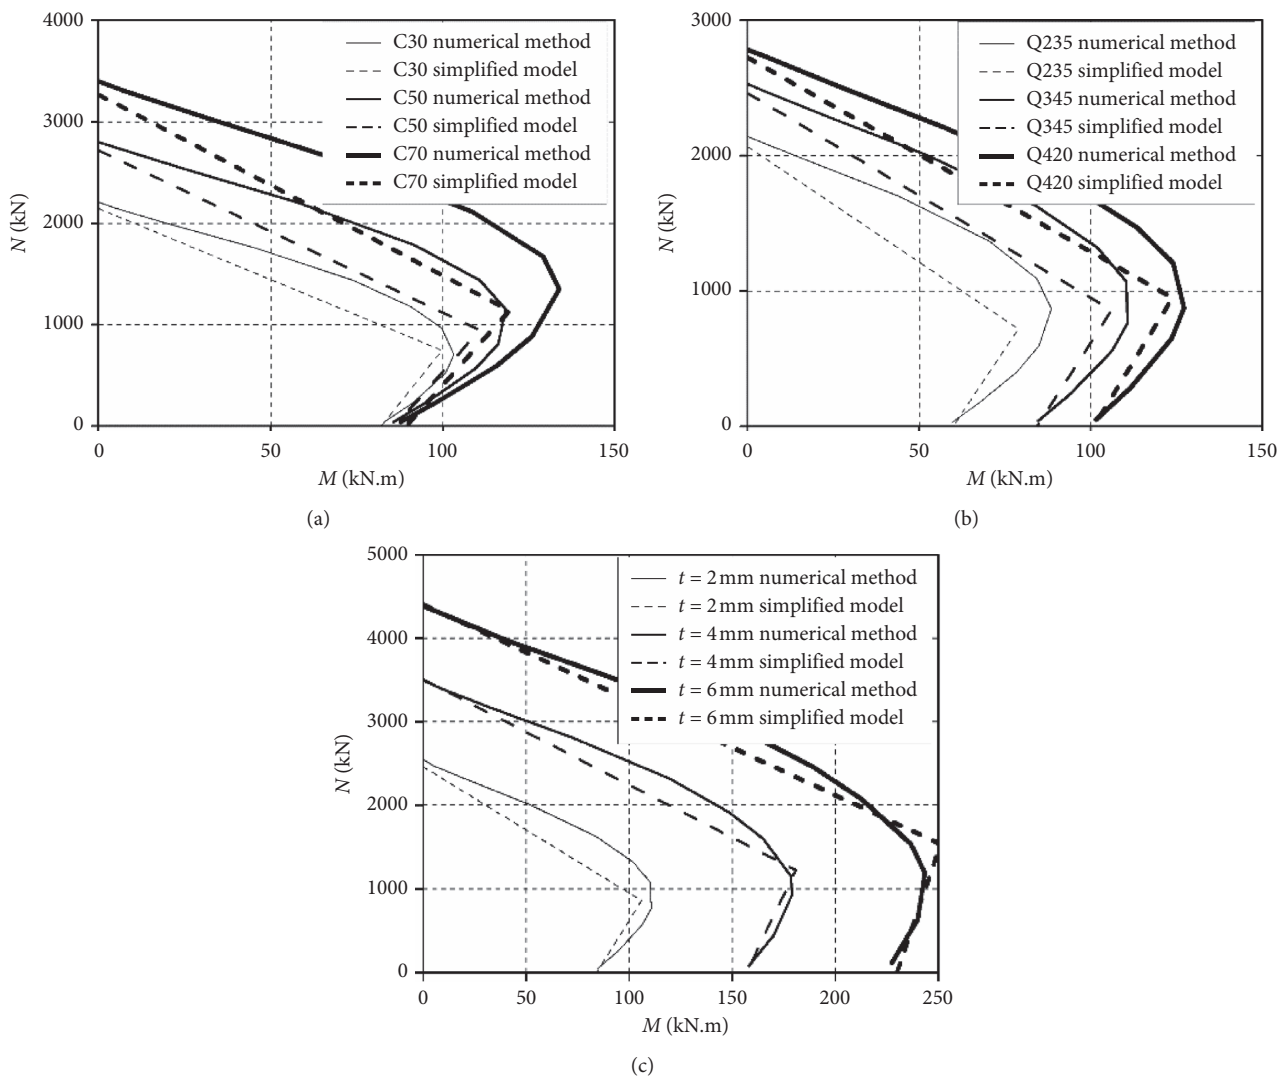 4000
3000
2000
1000
0
N (kN)
C30 numerical method
C30 simplified model
C50 numerical method
C50 simplified model
C70 numerical method
C70 simplified model
0
50
100
150
M (kN.m)
(a)
3000
2000
1000
0
N (kN)
Q235 numerical method
Q235 simplified model
Q345 numerical method
Q345 simplified model
Q420 numerical method
Q420 simplified model
0
50
100
150
M (kN.m)
(b)
5000
4000
3000
2000
1000
0
N (kN)
t = 2 mm numerical method
t = 2 mm simplified model
t = 4 mm numerical method
t = 4 mm simplified model
t = 6 mm numerical method
t = 6 mm simplified model
0
50
100
150
200
250
M (kN.m)
(c)